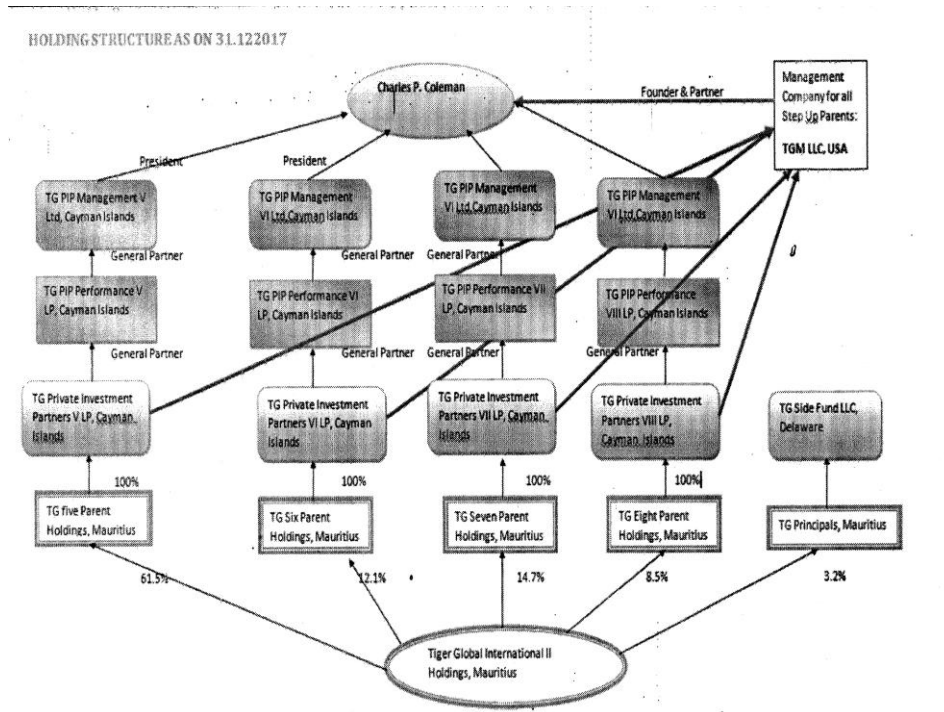 HOLDING STRUCTURE AS ON 31.122017
Charles P. Coleman
Founder & Partner
Management
Company for all
Step Up Parents:
TGM LLC, USA
President
President
TG PIP Management V
Ltd, Cayman Islands
TG PIP Management
VI Ltd,Cayman Islands
TG PIP Management
VI Ltd,Cayman Islands
TG PIP Management
VI Ltd,Cayman Islands
General Partner
General Partner
General Partner
TG PIP Performance V
LP, Cayman Islands
TG PIP Performance VI
LP, Cayman Islands
TG PIP Performance VII
LP, Cayman Islands
TG PIP Performance
VIII LP, Cayman Islands
General Partner
General Partner
General Partner
General Partner
TG Private Investment
Partners V LP, Cayman
Islands
TG Private Investment
Partners VI LP, Cayman
Islands
TG Private Investment
Partners VII LP, Cayman
Islands
TG Private Investment
Partners VIII LP,
Cayman Islands
TG Side Fund LLC,
Delaware
100%
100%
100%
100%
TG five Parent
Holdings, Mauritius
TG Six Parent
Holdings, Mauritius
TG Seven Parent
Holdings, Mauritius
TG Eight Parent
Holdings, Mauritius
TG Principals, Mauritius
61.5%
12.1%
14.7%
8.5%
3.2%
Tiger Global International II
Holdings, Mauritius